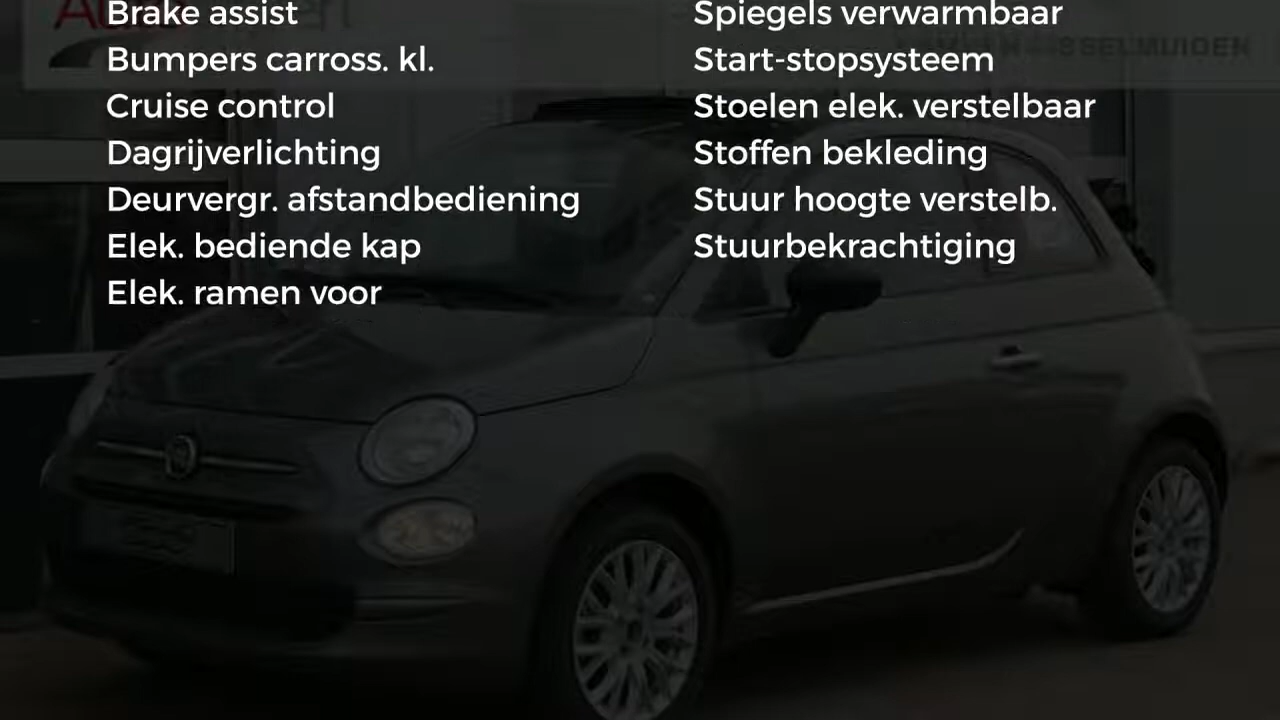 Brake assist
Bumpers carross. kl.
Cruise control
Dagrijverlichting
Deurvergr. afstandbediening
Elek. bediende kap
Elek. ramen voor
Spiegels verwarmbaar
Start-stopsysteem
Stoelen elek. verstelbaar
Stoffen bekleding
Stuur hoogte verstelb.
Stuurbekrachtiging